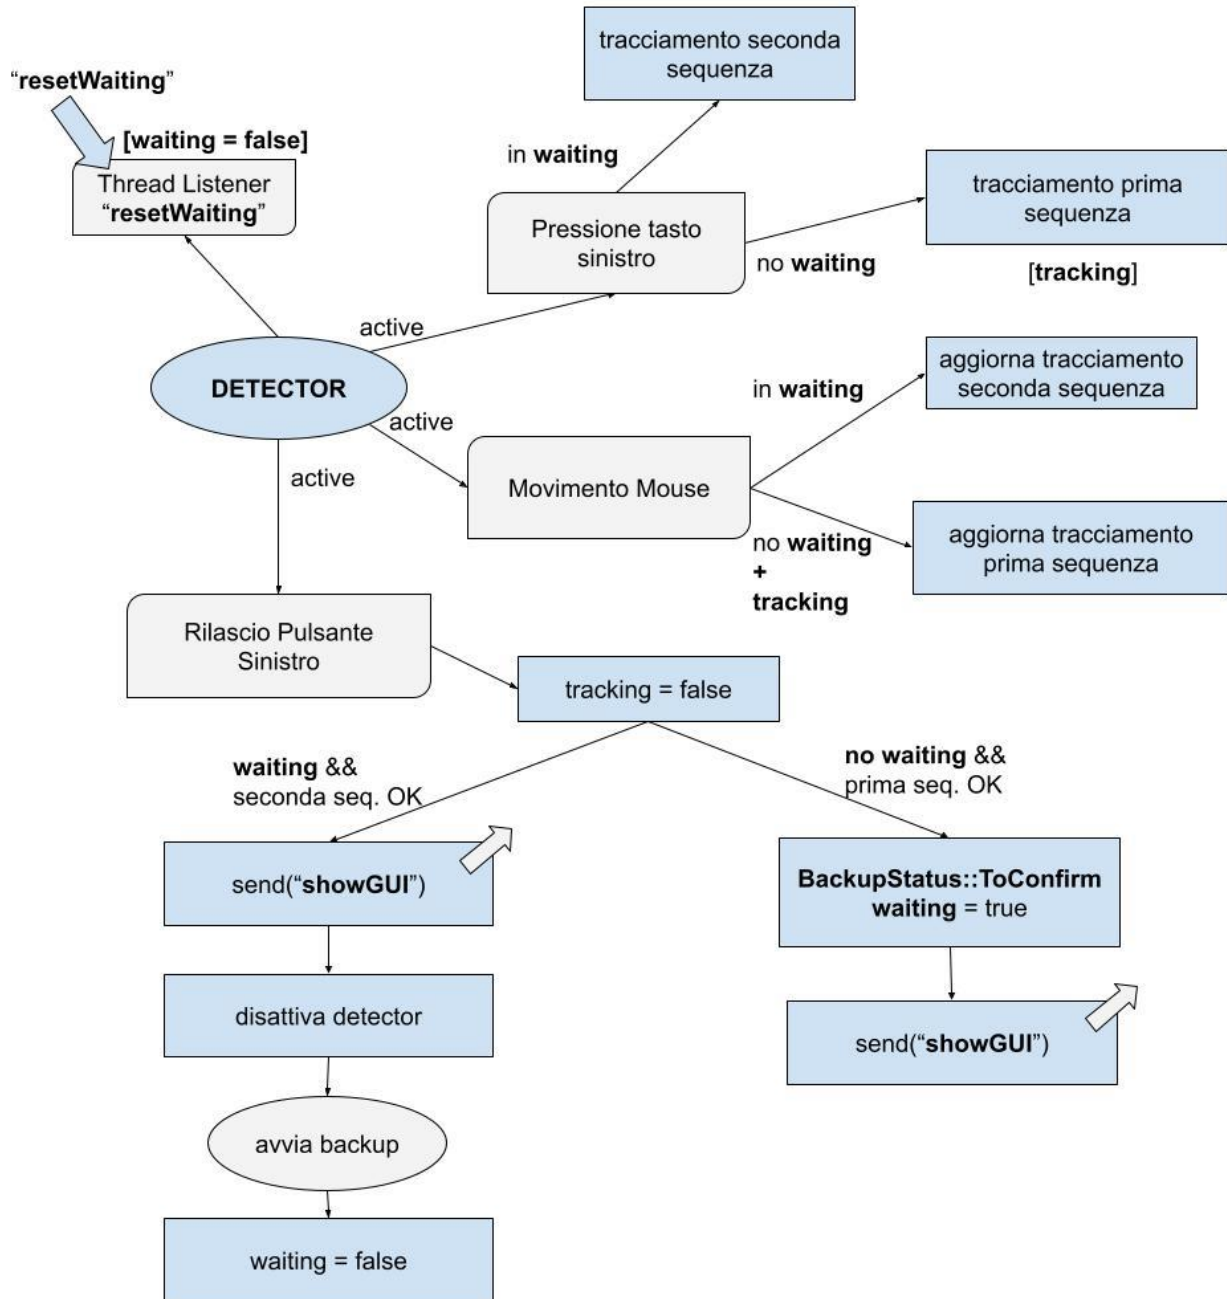 tracciamento seconda
sequenza
“resetWaiting”
[waiting = false]
Thread Listener
“resetWaiting”
in waiting
tracciamento prima
sequenza
Pressione tasto
sinistro
no waiting
[tracking]
active
DETECTOR
aggiorna tracciamento
seconda sequenza
in waiting
active
active
Movimento Mouse
no waiting
+
tracking
aggiorna tracciamento
prima sequenza
Rilascio Pulsante
Sinistro
tracking = false
waiting &&
seconda seq. OK
no waiting &&
prima seq. OK
send(“showGUI”)
BackupStatus::ToConfirm
waiting = true
disattiva detector
send(“showGUI”)
avvia backup
waiting = false